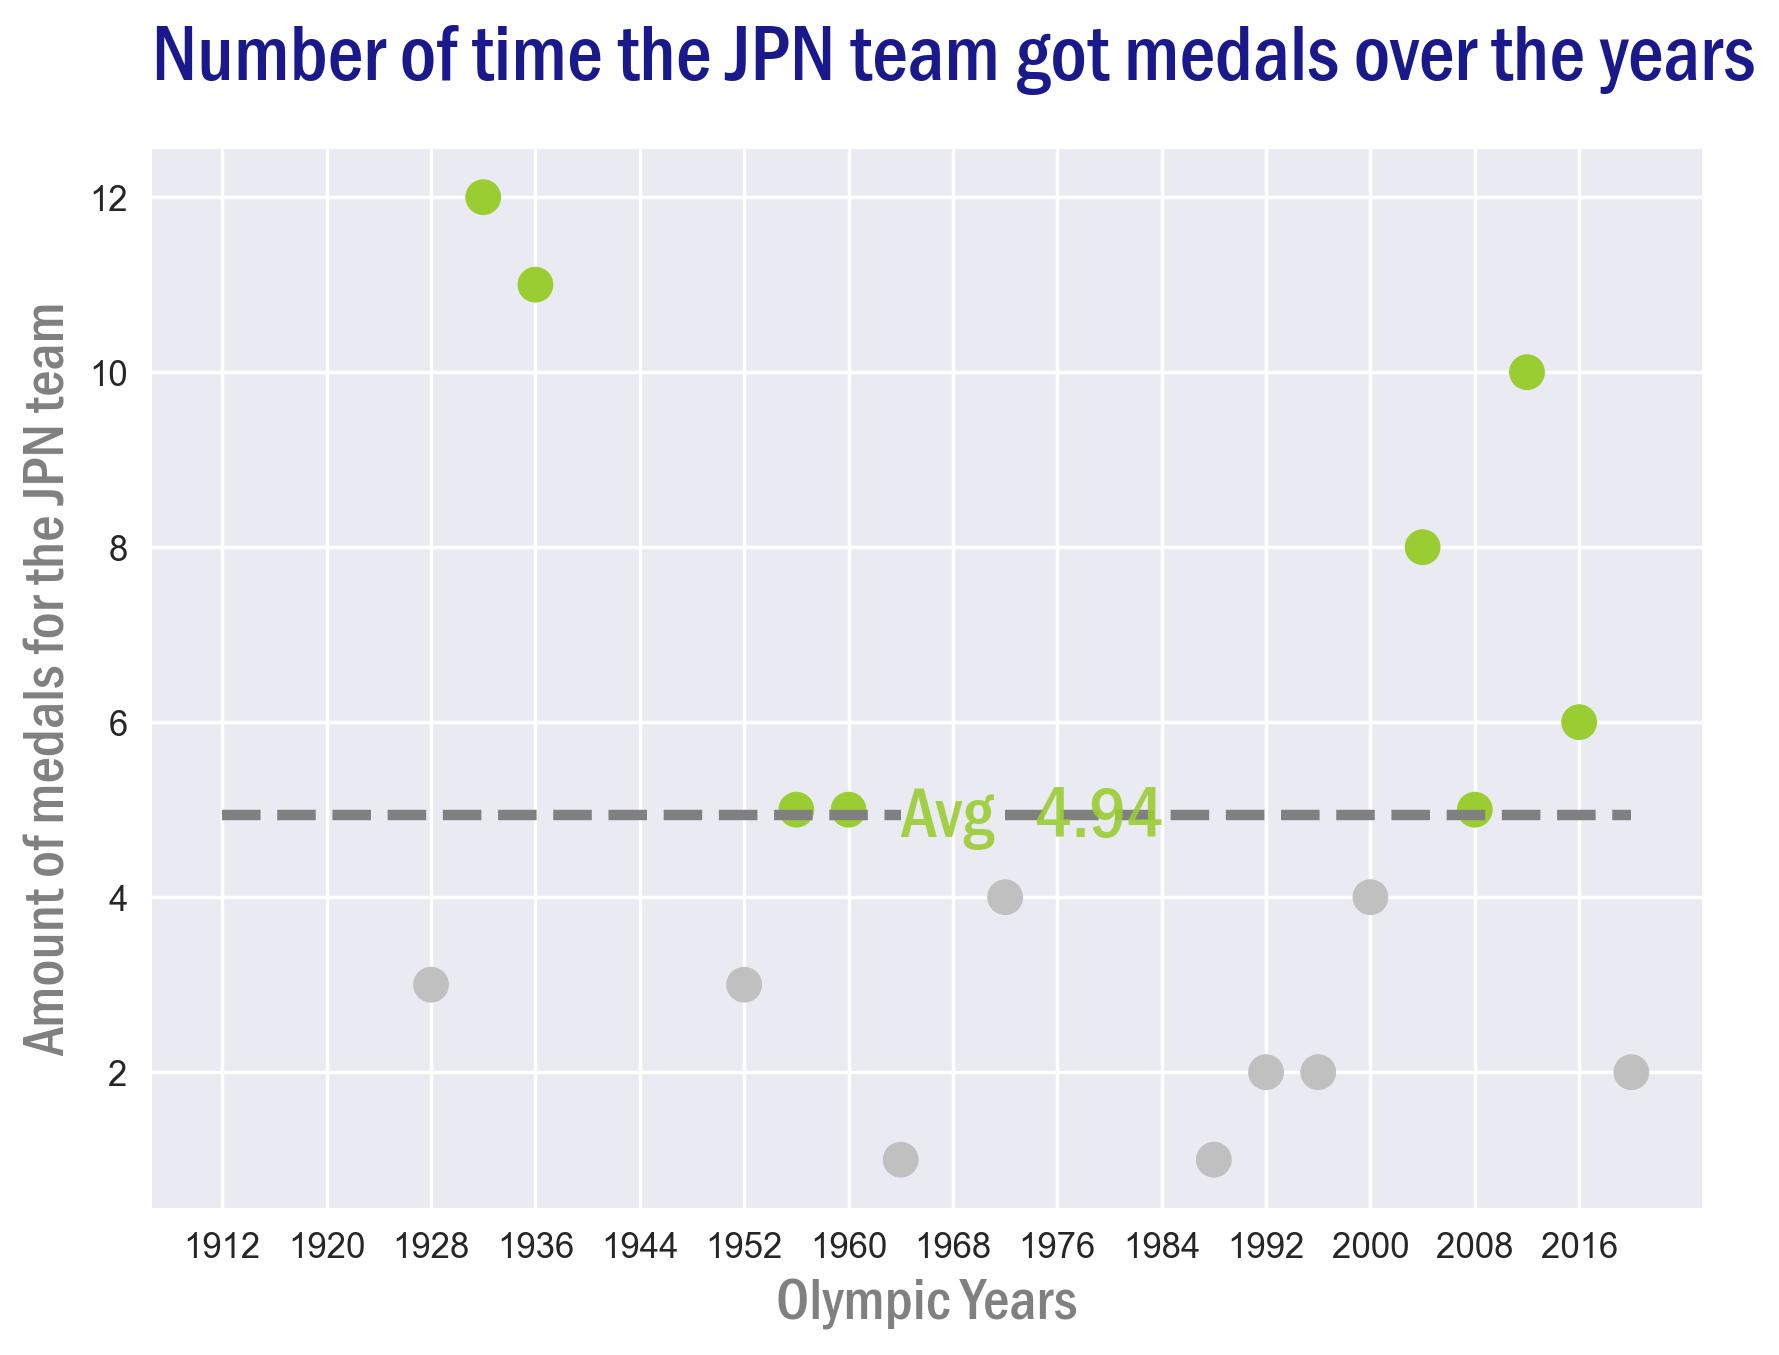 Number of time the JPN team got medals over the years
Amount of medals for the JPN team
12
10
8
6
4
2
Avg 4.94
1912 1920 1928 1936 1944 1952 1960 1968 1976 1984 1992 2000 2008 2016
Olympic Years